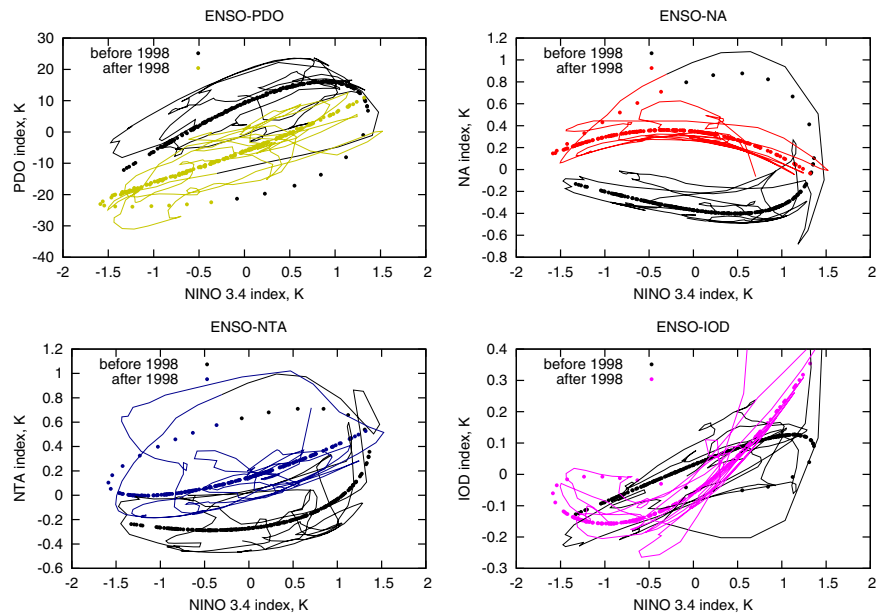 ENSO-PDO
30
20
10
0
-10
-20
-30
-40
PDO index, K
before 1998
after 1998
-2 -1.5 -1 -0.5 0 0.5 1 1.5 2
NINO 3.4 index, K
ENSO-NA
1.2
1
0.8
0.6
0.4
0.2
0
-0.2
-0.4
-0.6
-0.8
NA index, K
before 1998
after 1998
-2 -1.5 -1 -0.5 0 0.5 1 1.5 2
NINO 3.4 index, K
ENSO-NTA
1.2
1
0.8
0.6
0.4
0.2
0
-0.2
-0.4
-0.6
NTA index, K
before 1998
after 1998
-2 -1.5 -1 -0.5 0 0.5 1 1.5 2
NINO 3.4 index, K
ENSO-IOD
0.4
0.3
0.2
0.1
0
-0.1
-0.2
-0.3
IOD index, K
before 1998
after 1998
-2 -1.5 -1 -0.5 0 0.5 1 1.5 2
NINO 3.4 index, K